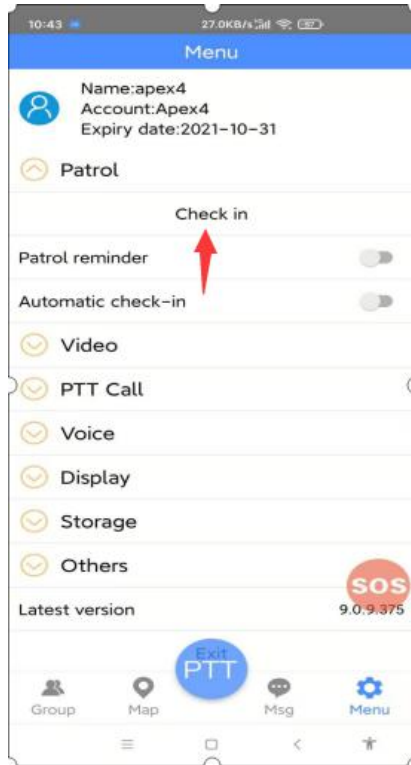 10:43 27.0KB/s 57
Menu
Name:apex4
Account:Apex4
Expiry date:2021-10-31
Patrol
Check in
Patrol reminder
Automatic check-in
Video
PTT Call
Voice
Display
Storage
Others
SOS
Latest version 9.0.9.375
Exit
PTT
Group Map Msg Menu